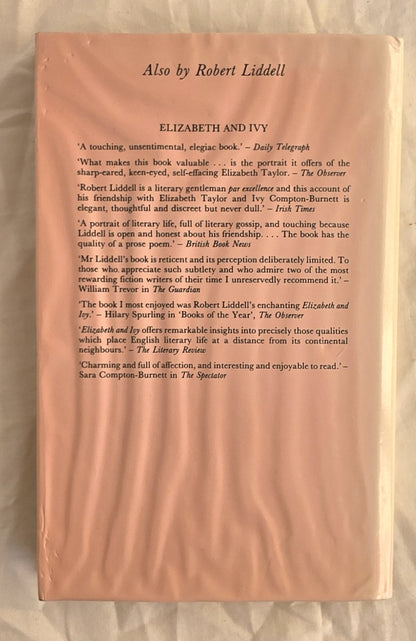 Also by Robert Liddell
ELIZABETH AND IVY
‘A touching, unsentimental, elegiac book.’ – Daily Telegraph
‘What makes this book valuable . . . is the portrait it offers of the
sharp-eared, keen-eyed, self-effacing Elizabeth Taylor. – The Observer
‘Robert Liddell is a literary gentleman par excellence and this account of
his friendship with Elizabeth Taylor and Ivy Compton-Burnett is
elegant, thoughtful and discreet but never dull.’ – Irish Times
‘A portrait of literary life, full of literary gossip, and touching because
Liddell is open and honest about his friendship. . . . The book has the
quality of a prose poem.’ – British Book News
‘Mr Liddell’s book is reticent and its perception deliberately limited. To
those who appreciate such subtlety and who admire two of the most
rewarding fiction writers of their time I unreservedly recommend it.’ –
William Trevor in The Guardian
‘The book I most enjoyed was Robert Liddell’s enchanting Elizabeth and
Ivy.’ – Hilary Spurling in ‘Books of the Year’, The Observer
‘Elizabeth and Ivy offers remarkable insights into precisely those qualities
which place English literary life at a distance from its continental
neighbours.’ – The Literary Review
‘Charming and full of affection, and interesting and enjoyable to read.’ –
Sara Compton-Burnett in The Spectator